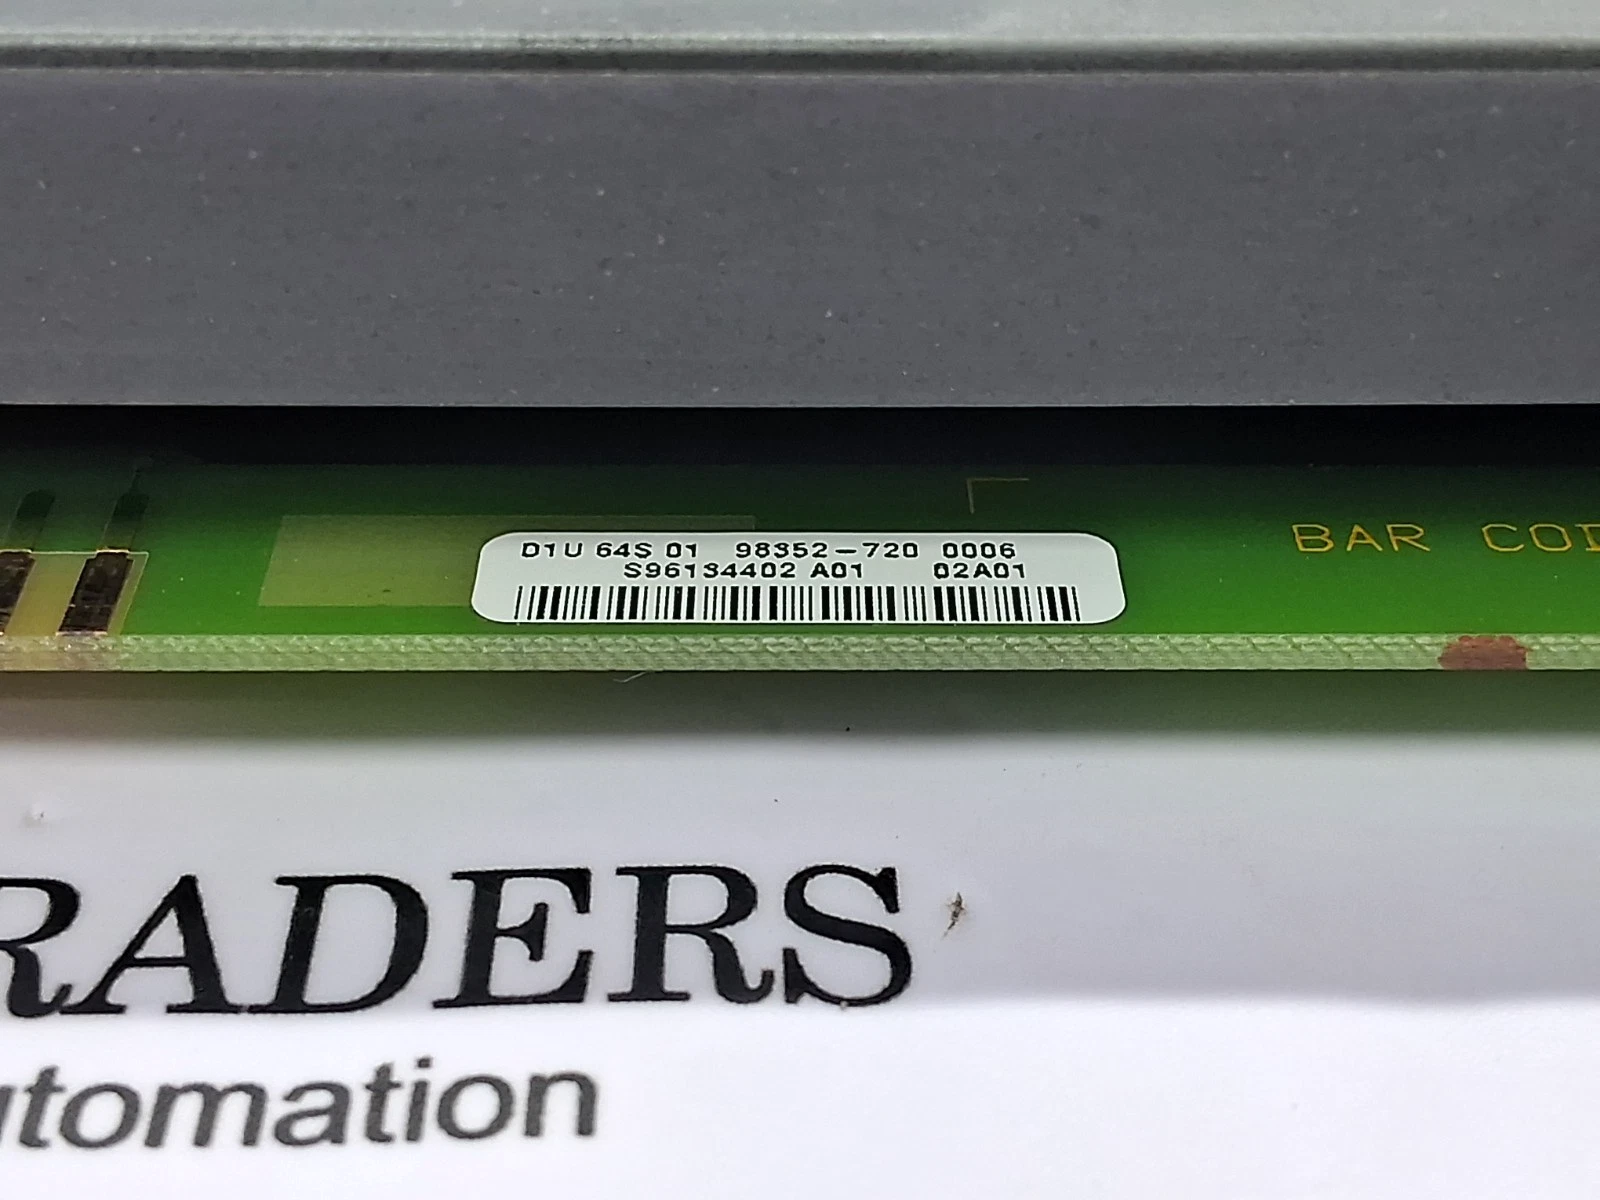 D1U 64S 01 98352-720 0006
S96134402 A01 02A01
BAR COD
RADERS
utomation